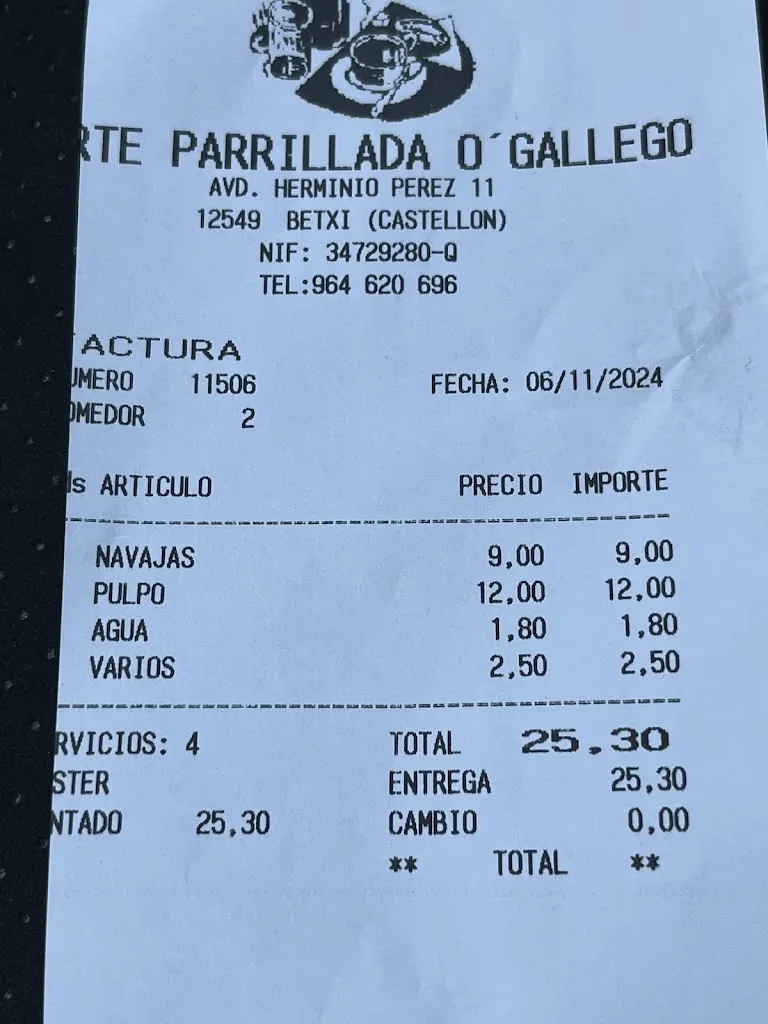 RTE PARRILLADA O´GALLEGO
AVD. HERMINIO PEREZ 11
12549 BETXI (CASTELLON)
NIF: 34729280-Q
TEL:964 620 696
ACTURA
UMERO 11506 FECHA: 06/11/2024
OMEDOR 2
ds ARTICULO PRECIO IMPORTE
NAVAJAS 9,00 9,00
PULPO 12,00 12,00
AGUA 1,80 1,80
VARIOS 2,50 2,50
RVICIOS: 4 TOTAL 25,30
STER ENTREGA 25,30
NTADO 25,30 CAMBIO 0,00
** TOTAL **